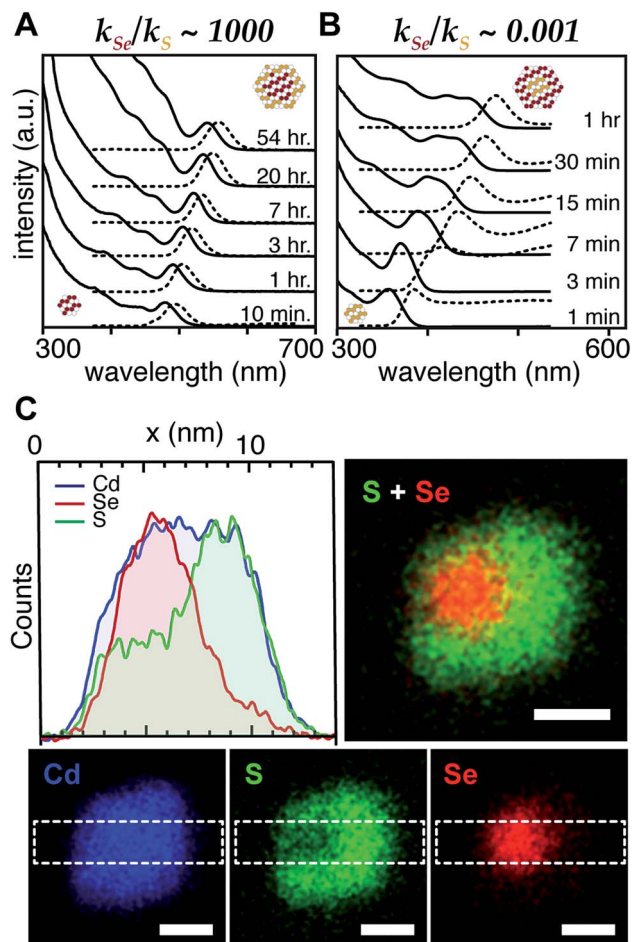 A
k_Se/k_S ~ 1000
intensity (a.u.)
54 hr.
20 hr.
7 hr.
3 hr.
1 hr.
10 min.
300
700
wavelength (nm)
B
k_Se/k_S ~ 0.001
1 hr
30 min
15 min
7 min
3 min
1 min
300
600
wavelength (nm)
C
x (nm)
0
10
Cd
Se
S
Counts
S + Se
Cd
S
Se